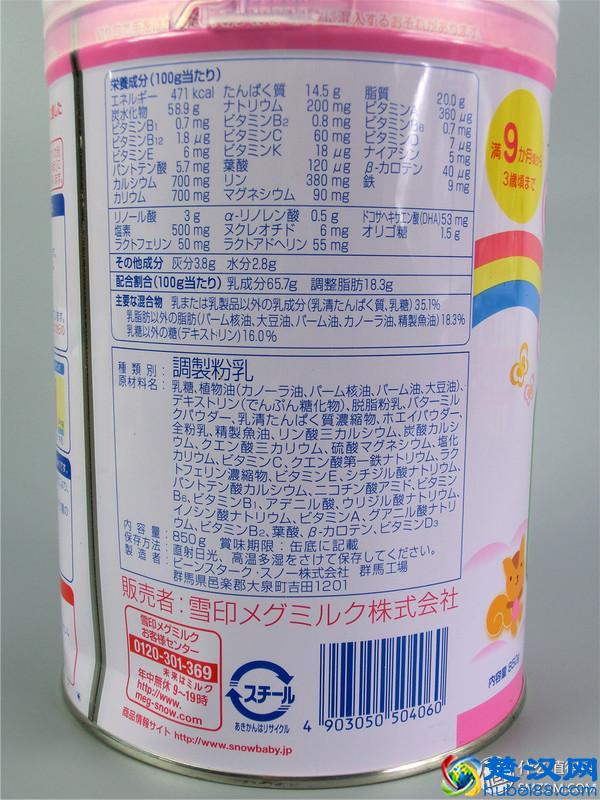 栄養成分(100g当たり)
エネルギー 471 kcal たんぱく質 14.5 g 脂質 20.0 g
炭水化物 58.9 g ナトリウム 200 mg ビタミンA 360 μg
ビタミンB₁ 0.7 mg ビタミンB₂ 0.8 mg ビタミンB₆ 0.7 mg
ビタミンB₁₂ 1.8 μg ビタミンC 60 mg ビタミンD 7 μg
ビタミンE 6 mg ビタミンK 18 μg ナイアシン 5 mg
パントテン酸 5.7 mg 葉酸 120 μg β-カロテン 40 μg
カルシウム 700 mg リン 380 mg 鉄 9 mg
カリウム 700 mg マグネシウム 90 mg
リノール酸 3 g α-リノレン酸 0.5 g ドコサヘキサエン酸(DHA) 53 mg
塩素 500 mg ヌクレオチド 6 mg オリゴ糖 1.5 g
ラクトフェリン 50 mg ラクトアドヘリン 55 mg
その他成分 灰分3.8g 水分2.8g
配合割合(100g当たり) 乳成分65.7g 調整脂肪18.3g
主要な混合物 乳または乳製品以外の乳成分(乳清たんぱく質、乳糖)35.1%
乳脂肪以外の脂肪(パーム核油、大豆油、パーム油、カノーラ油、精製魚油)18.3%
乳糖以外の糖(デキストリン)16.0%
種類別: 調製粉乳
原材料名: 乳糖、植物油(カノーラ油、パーム核油、パーム油、大豆油)、
デキストリン(でんぷん糖化物)、脱脂粉乳、バターミル
クパウダー、乳清たんぱく質濃縮物、ホエイパウダー、
全粉乳、精製魚油、リン酸三カルシウム、炭酸カルシ
ウム、クエン酸三カリウム、硫酸マグネシウム、塩化
カリウム、ビタミンC、クエン酸第一鉄ナトリウム、ラク
トフェリン濃縮物、ビタミンE、シチジル酸ナトリウム、
パントテン酸カルシウム、ニコチン酸アミド、ビタミン
B₆、ビタミンB₁、アデニル酸、ウリジル酸ナトリウム、
イノシン酸ナトリウム、ビタミンA、グアニル酸ナトリ
ウム、ビタミンB₂、葉酸、β-カロテン、ビタミンD₃
内容量: 850g 賞味期限:缶底に記載
保存方法: 直射日光、高温多湿をさけて保存してください。
製造者: ビーンスターク・スノー株式会社 群馬工場
群馬県邑楽郡大泉町吉田1201
販売者:雪印メグミルク株式会社
雪印メグミルク
お客様センター
0120-301-369
未来はミルク
年中無休 9〜19時
http://www.
meg-snow.com
スチール
あきかんはリサイクル
4 903050 504060
商品情報サイト http://www.snowbaby.jp
満9か月頃から
3歳頃まで
内容量 850g
楚汉网
hubei88.com